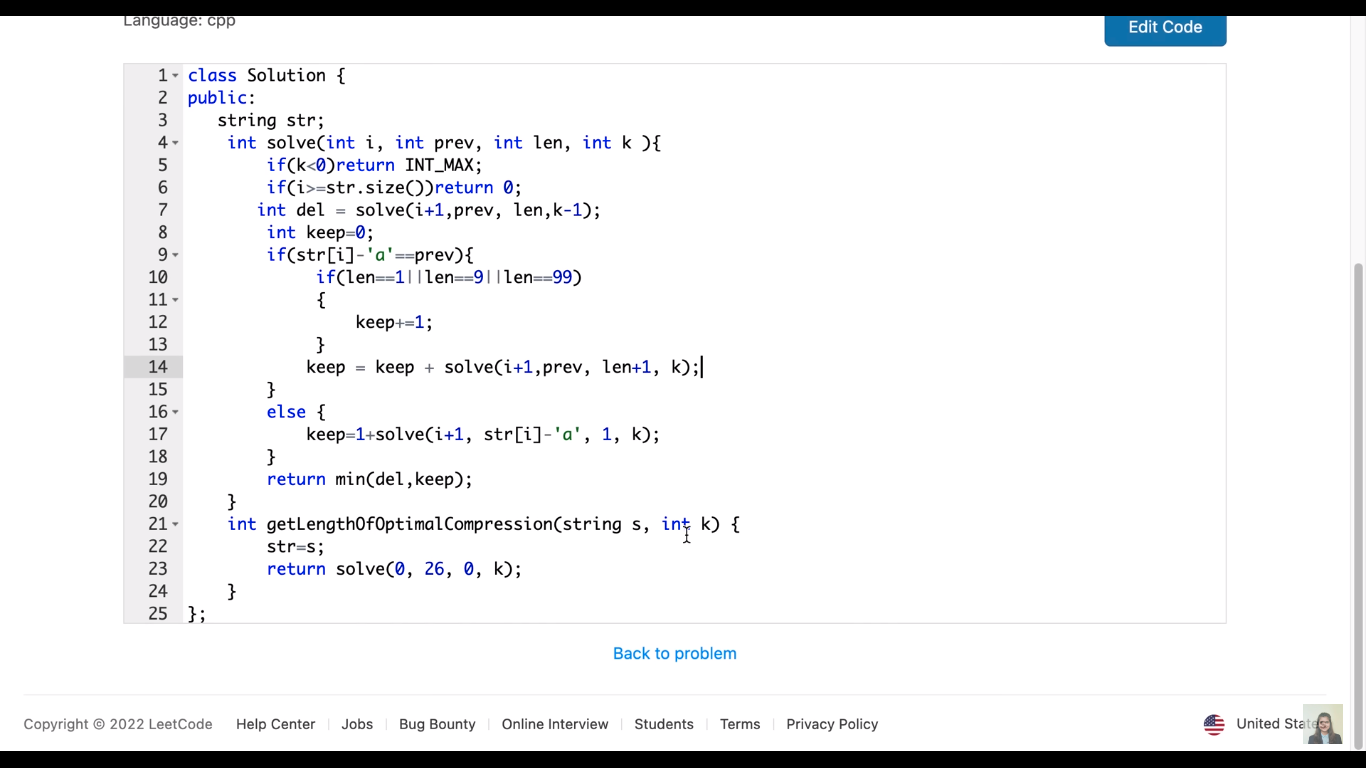 Language: cpp
Edit Code
1 class Solution {
2 public:
3 string str;
4 int solve(int i, int prev, int len, int k ){
5 if(k<0)return INT_MAX;
6 if(i>=str.size())return 0;
7 int del = solve(i+1,prev, len,k-1);
8 int keep=0;
9 if(str[i]-'a'==prev){
10 if(len==1||len==9||len==99)
11 {
12 keep+=1;
13 }
14 keep = keep + solve(i+1,prev, len+1, k);
15 }
16 else {
17 keep=1+solve(i+1, str[i]-'a', 1, k);
18 }
19 return min(del,keep);
20 }
21 int getLengthOfOptimalCompression(string s, int k) {
22 str=s;
23 return solve(0, 26, 0, k);
24 }
25 };
Back to problem
Copyright © 2022 LeetCode Help Center Jobs Bug Bounty Online Interview Students Terms Privacy Policy United